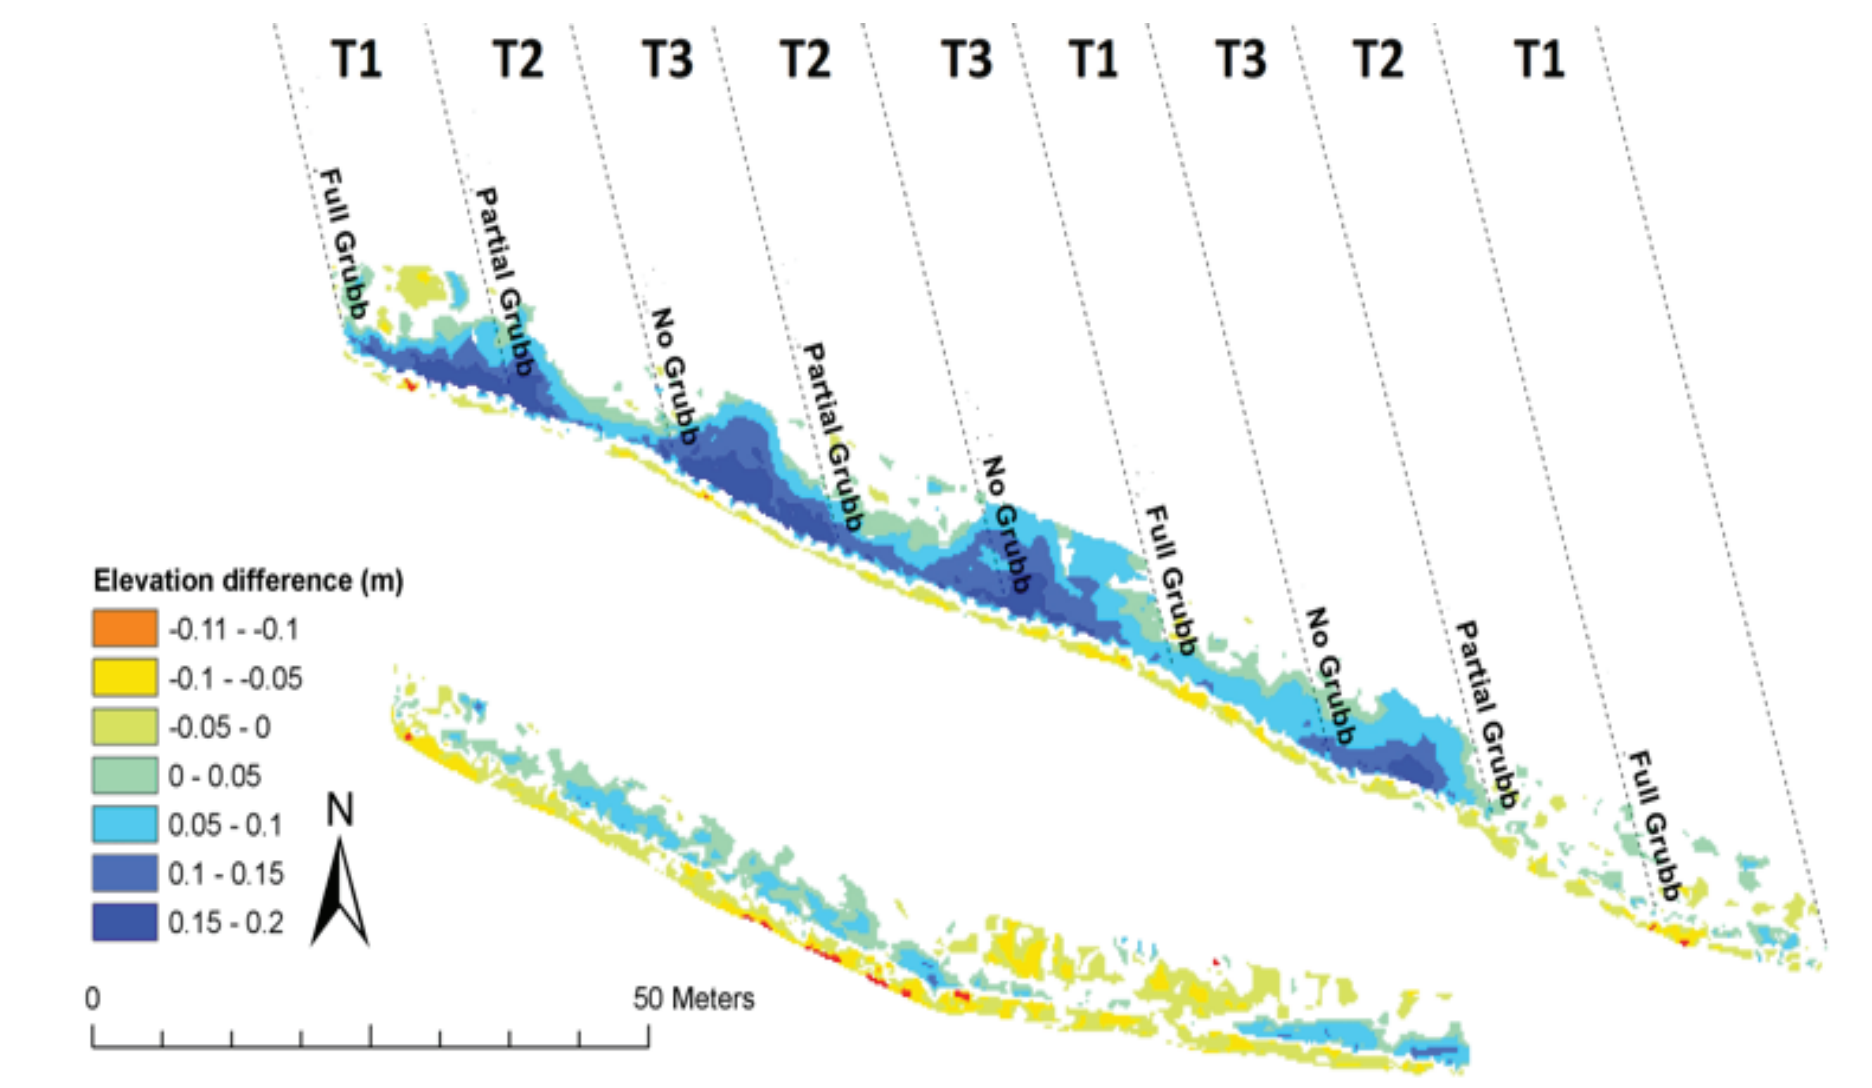 T1 T2 T3 T2 T3 T1 T3 T2 T1
Full Grubb
Partial Grubb
No Grubb
Partial Grubb
No Grubb
Full Grubb
No Grubb
Partial Grubb
Full Grubb
Elevation difference (m)
-0.11 - -0.1
-0.1 - -0.05
-0.05 - 0
0 - 0.05
0.05 - 0.1
0.1 - 0.15
0.15 - 0.2
N
0 50 Meters